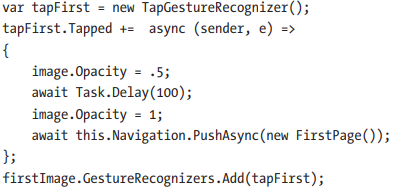 var tapFirst = new TapGestureRecognizer();
tapFirst.Tapped +=  async (sender, e) =>
{
    image.Opacity = .5;
    await Task.Delay(100);
    image.Opacity = 1;
    await this.Navigation.PushAsync(new FirstPage());
};
firstImage.GestureRecognizers.Add(tapFirst);